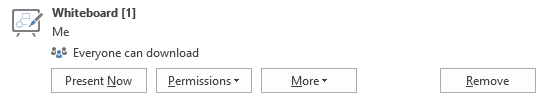 Whiteboard [1]
Me
Everyone can download
Present Now Permissions More Remove